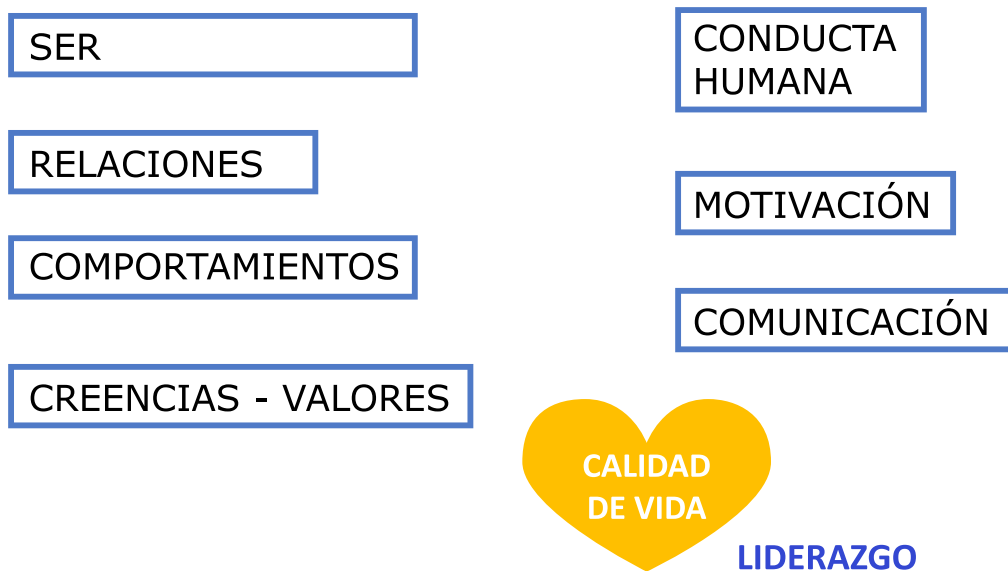 SER
RELACIONES
COMPORTAMIENTOS
CREENCIAS - VALORES
CONDUCTA
HUMANA
MOTIVACIÓN
COMUNICACIÓN
CALIDAD
DE VIDA
LIDERAZGO